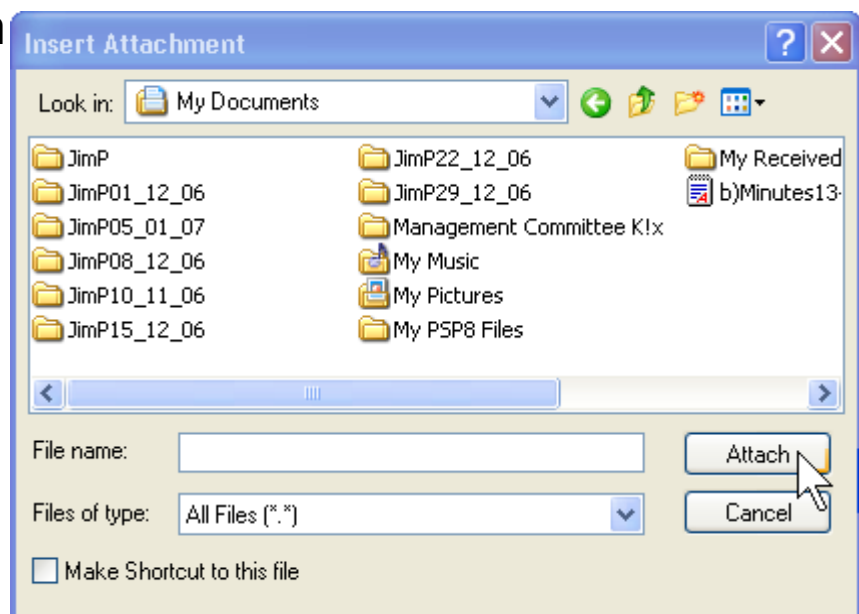 Insert Attachment
Look in: My Documents
JimP
JimP01_12_06
JimP05_01_07
JimP08_12_06
JimP10_11_06
JimP15_12_06
JimP22_12_06
JimP29_12_06
Management Committee K!x
My Music
My Pictures
My PSP8 Files
My Received
b)Minutes13-
File name:
Attach
Files of type: All Files (*.*)
Cancel
Make Shortcut to this file